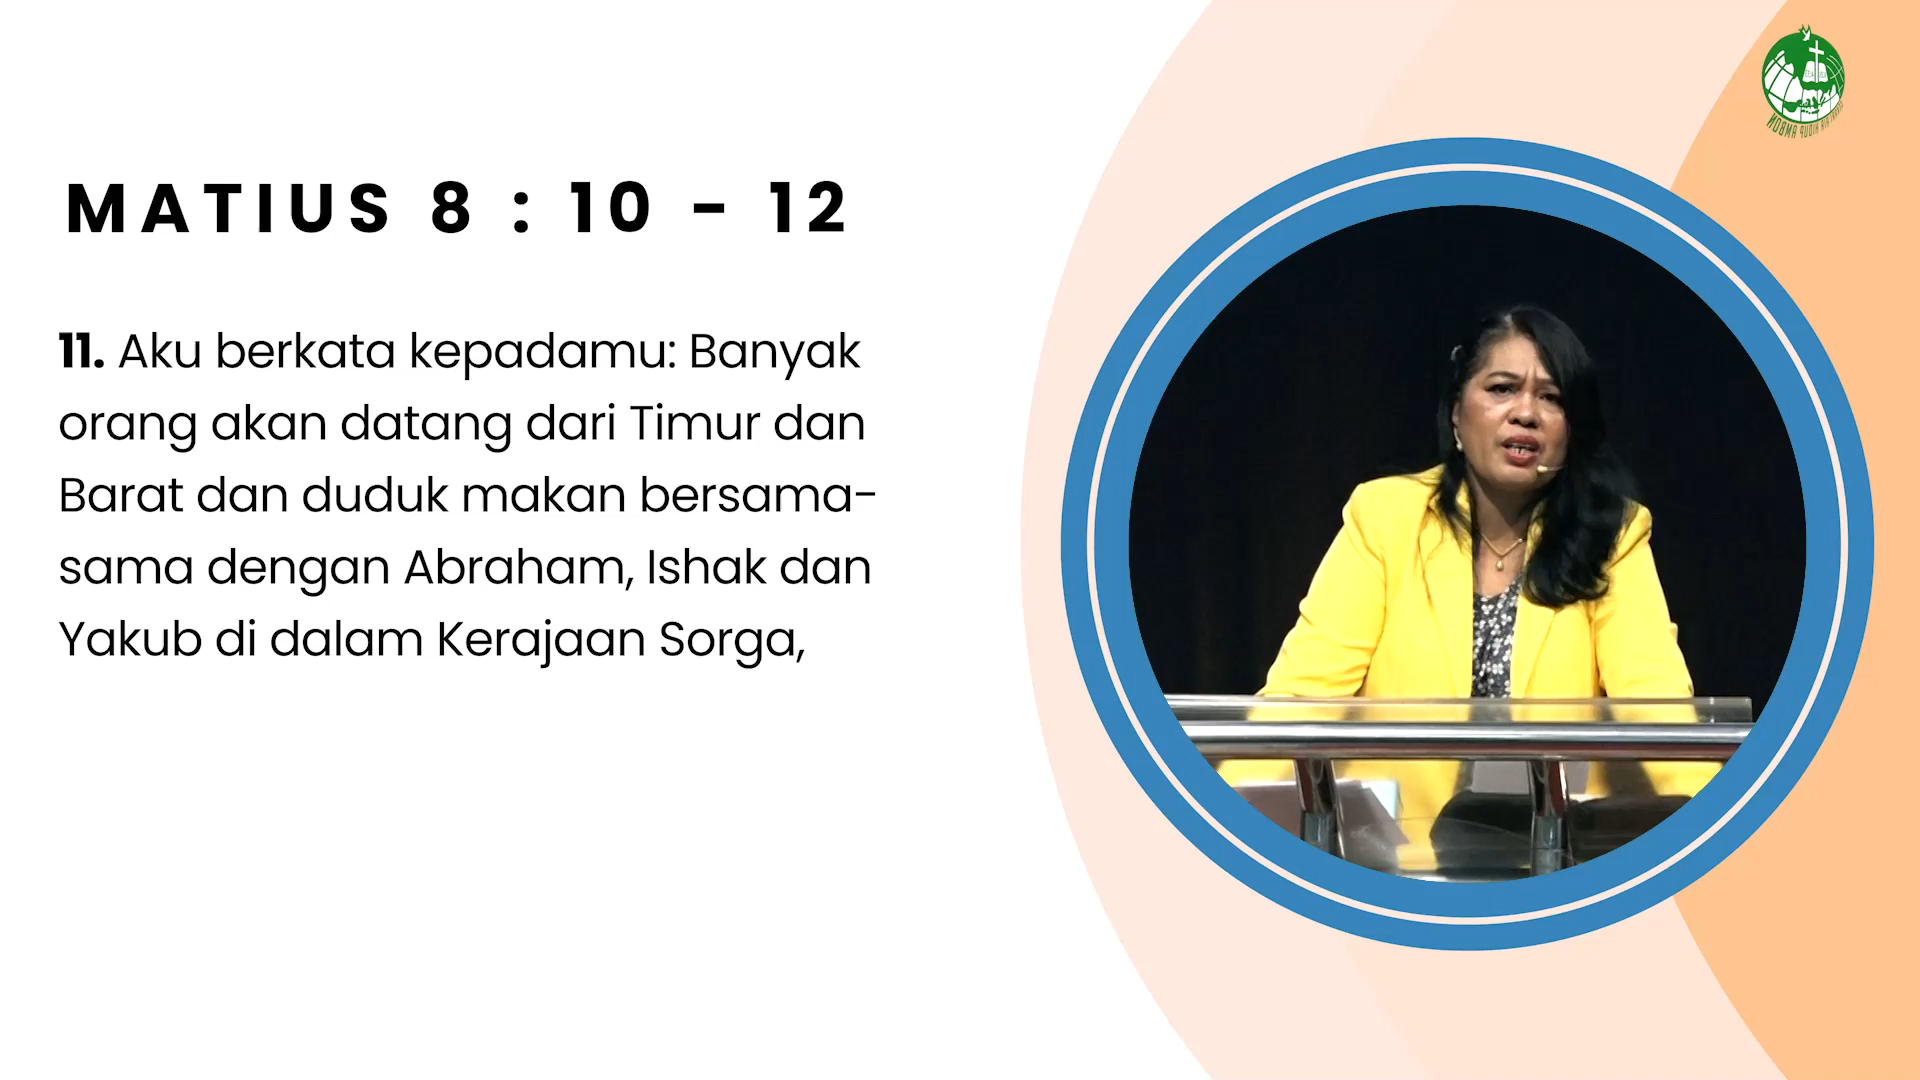 MATIUS 8 : 10 - 12
11. Aku berkata kepadamu: Banyak
orang akan datang dari Timur dan
Barat dan duduk makan bersama-
sama dengan Abraham, Ishak dan
Yakub di dalam Kerajaan Sorga,